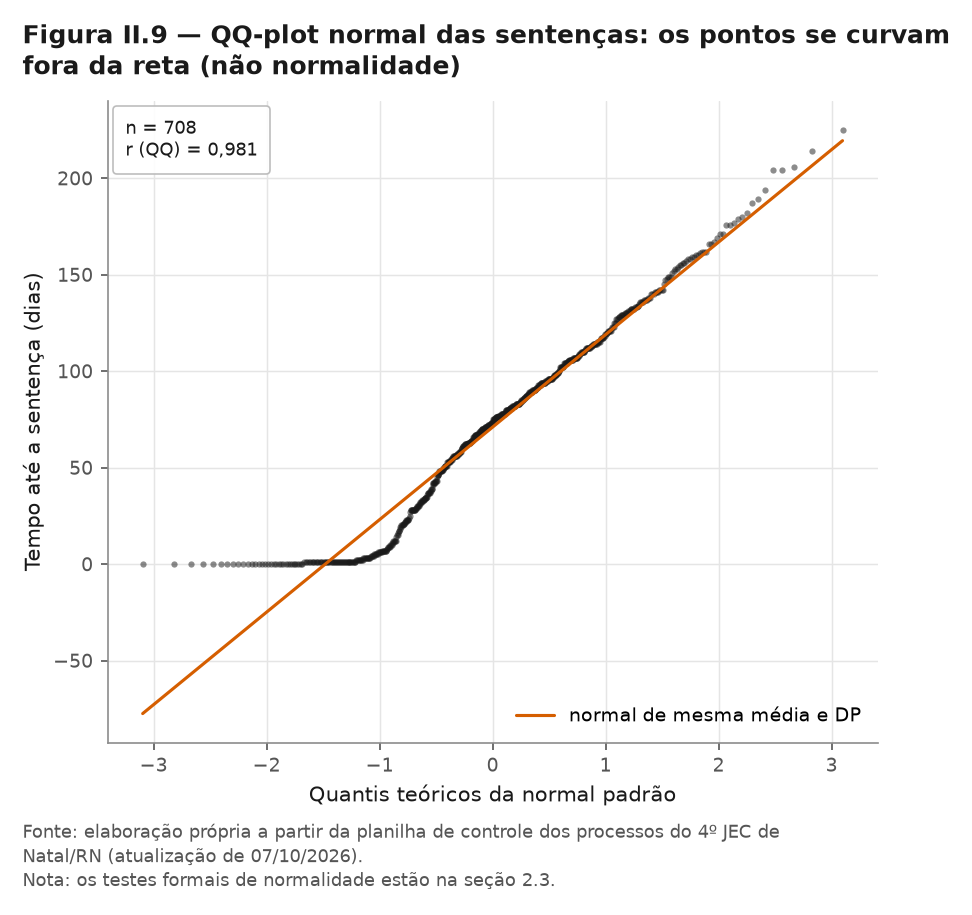 Figura II.9 — QQ-plot normal das sentenças: os pontos se curvam
fora da reta (não normalidade)
n = 708
r (QQ) = 0,981
200
150
100
50
0
−50
Tempo até a sentença (dias)
normal de mesma média e DP
−3
−2
−1
0
1
2
3
Quantis teóricos da normal padrão
Fonte: elaboração própria a partir da planilha de controle dos processos do 4º JEC de
Natal/RN (atualização de 07/10/2026).
Nota: os testes formais de normalidade estão na seção 2.3.